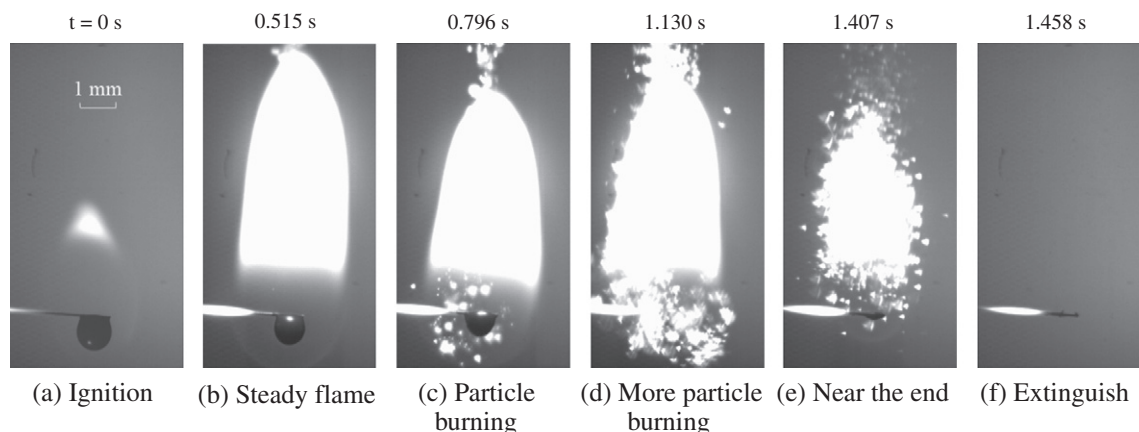 t = 0 s
0.515 s
0.796 s
1.130 s
1.407 s
1.458 s
1 mm
(a) Ignition
(b) Steady flame
(c) Particle
burning
(d) More particle
burning
(e) Near the end
(f) Extinguish